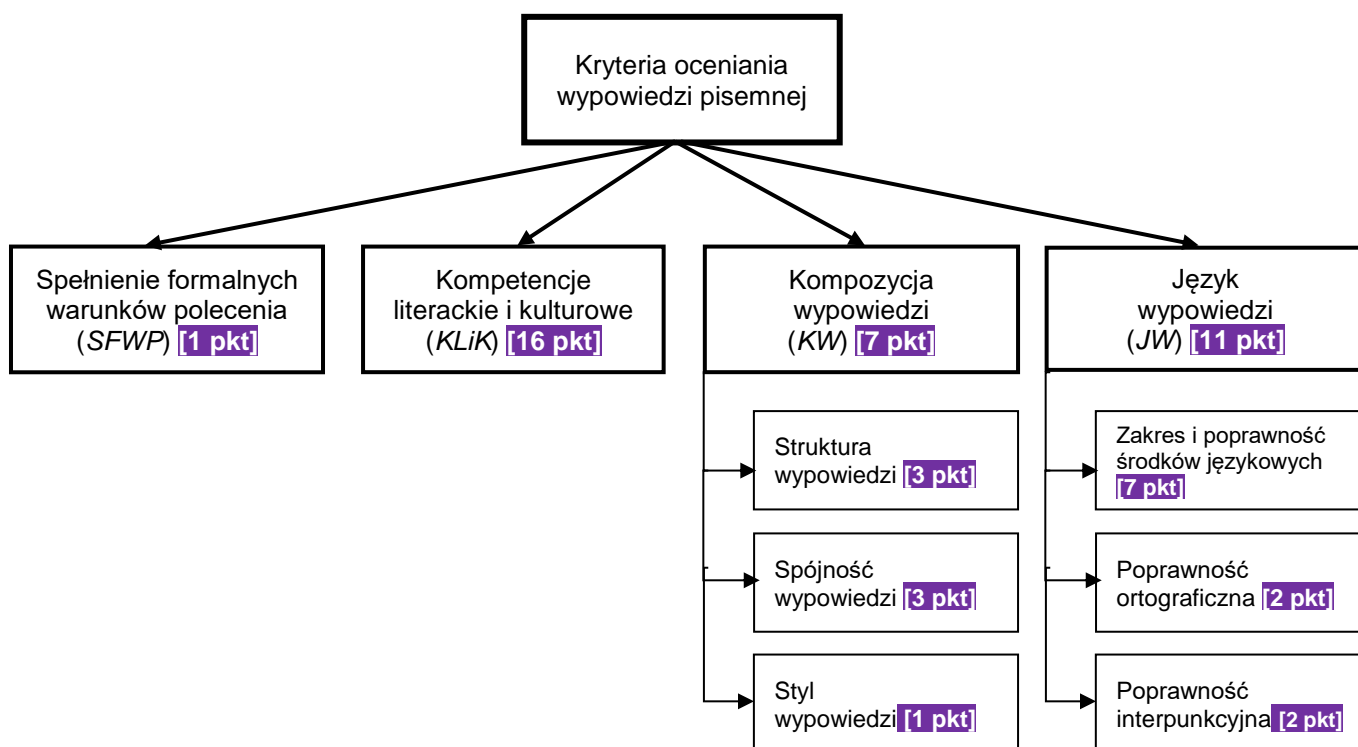 Kryteria oceniania
wypowiedzi pisemnej
Spełnienie formalnych
warunków polecenia
(SFWP) [1 pkt]
Kompetencje
literackie i kulturowe
(KLiK) [16 pkt]
Kompozycja
wypowiedzi
(KW) [7 pkt]
Struktura
wypowiedzi [3 pkt]
Spójność
wypowiedzi [3 pkt]
Styl
wypowiedzi [1 pkt]
Język
wypowiedzi
(JW) [11 pkt]
Zakres i poprawność
środków językowych
[7 pkt]
Poprawność
ortograficzna [2 pkt]
Poprawność
interpunkcyjna [2 pkt]